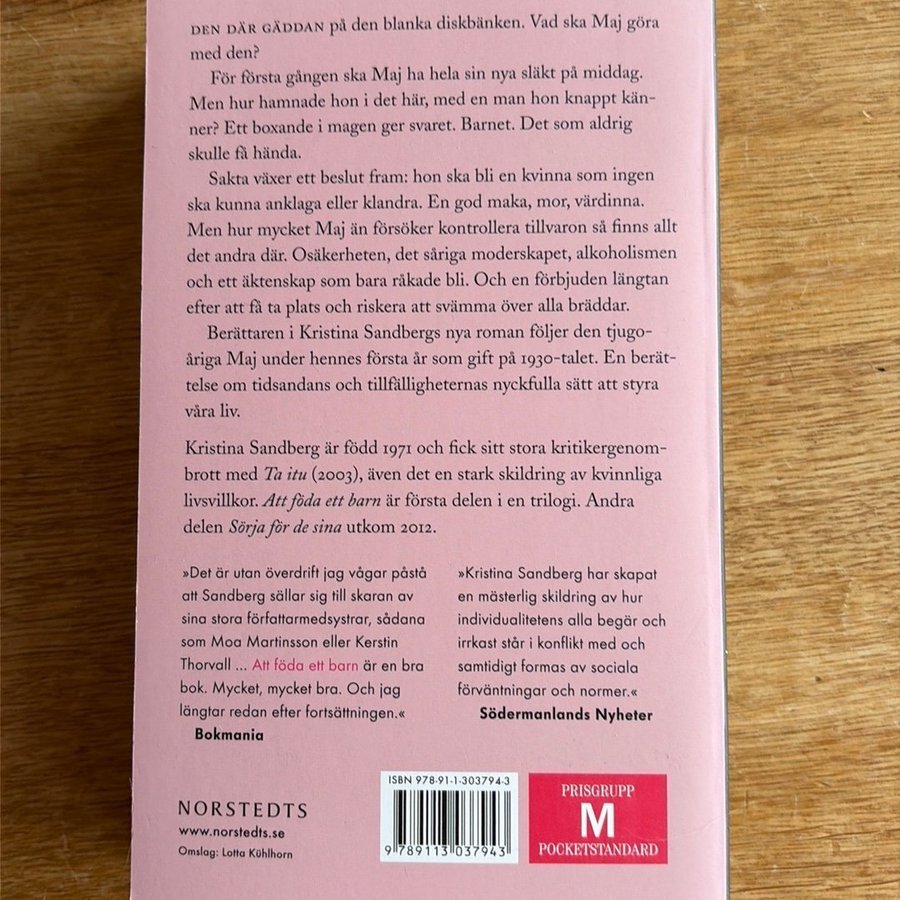 DEN DÄR GÄDDAN på den blanka diskbänken. Vad ska Maj göra
med den?
För första gången ska Maj ha hela sin nya släkt på middag.
Men hur hamnade hon i det här, med en man hon knappt kän-
ner? Ett boxande i magen ger svaret. Barnet. Det som aldrig
skulle få hända.
Sakta växer ett beslut fram: hon ska bli en kvinna som ingen
ska kunna anklaga eller klandra. En god maka, mor, värdinna.
Men hur mycket Maj än försöker kontrollera tillvaron så finns allt
det andra där. Osäkerheten, det såriga moderskapet, alkoholismen
och ett äktenskap som bara råkade bli. Och en förbjuden längtan
efter att få ta plats och riskera att svämma över alla bräddar.
Berättaren i Kristina Sandbergs nya roman följer den tjugo-
åriga Maj under hennes första år som gift på 1930-talet. En berät-
telse om tidsandans och tillfälligheternas nyckfulla sätt att styra
våra liv.
Kristina Sandberg är född 1971 och fick sitt stora kritikergenom-
brott med Ta itu (2003), även det en stark skildring av kvinnliga
livsvillkor. Att föda ett barn är första delen i en trilogi. Andra
delen Sörja för de sina utkom 2012.
»Det är utan överdrift jag vågar påstå
att Sandberg sällar sig till skaran av
sina stora författarmedsystrar, sådana
som Moa Martinsson eller Kerstin
Thorvall ... Att föda ett barn är en bra
bok. Mycket, mycket bra. Och jag
längtar redan efter fortsättningen.«
Bokmania
»Kristina Sandberg har skapat
en mästerlig skildring av hur
individualitetens alla begär och
irrkast står i konflikt med och
samtidigt formas av sociala
förväntningar och normer.«
Södermanlands Nyheter
NORSTEDTS
www.norstedts.se
Omslag: Lotta Kühlhorn
ISBN 978-91-1-303794-3
9 789113 037943
PRISGRUPP
M
POCKETSTANDARD